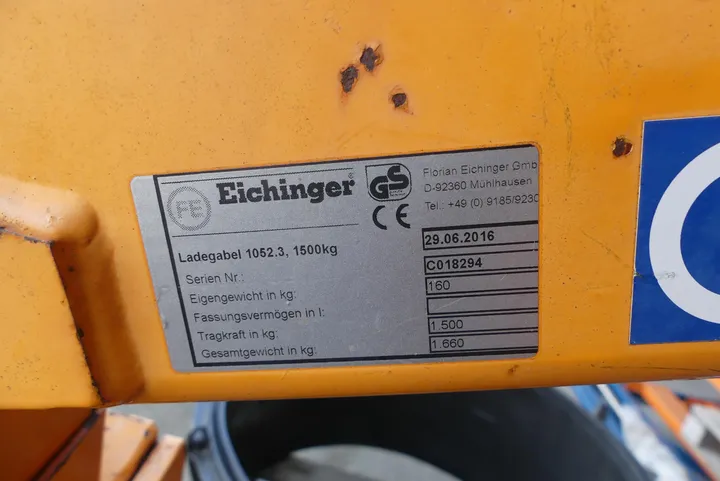 FE Eichinger GS
CE
Florian Eichinger
D-92360 Mühlhausen
Tel.: +49 (0) 9185/9230
Ladegabel 1052.3, 1500kg 29.06.2016
Serien Nr.: C018294
Eigengewicht in kg: 160
Fassungsvermögen in l:
Tragkraft in kg: 1.500
Gesamtgewicht in kg: 1.660